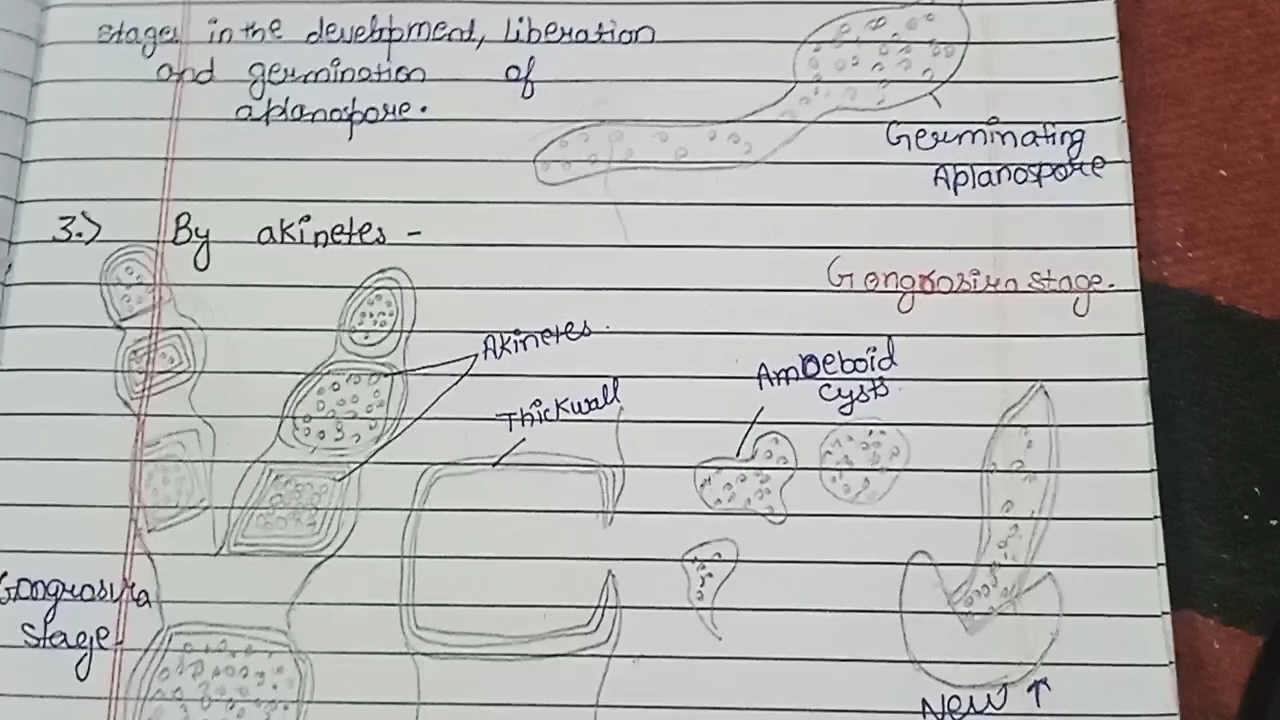 stages in the development, liberation
and germination of
aplanospore.
Germinating
Aplanospore
3.) By akinetes -
Gongrosira stage.
Akinetes.
Thickwall
Amoeboid
cysts
Gongrosira
stage
New ↑